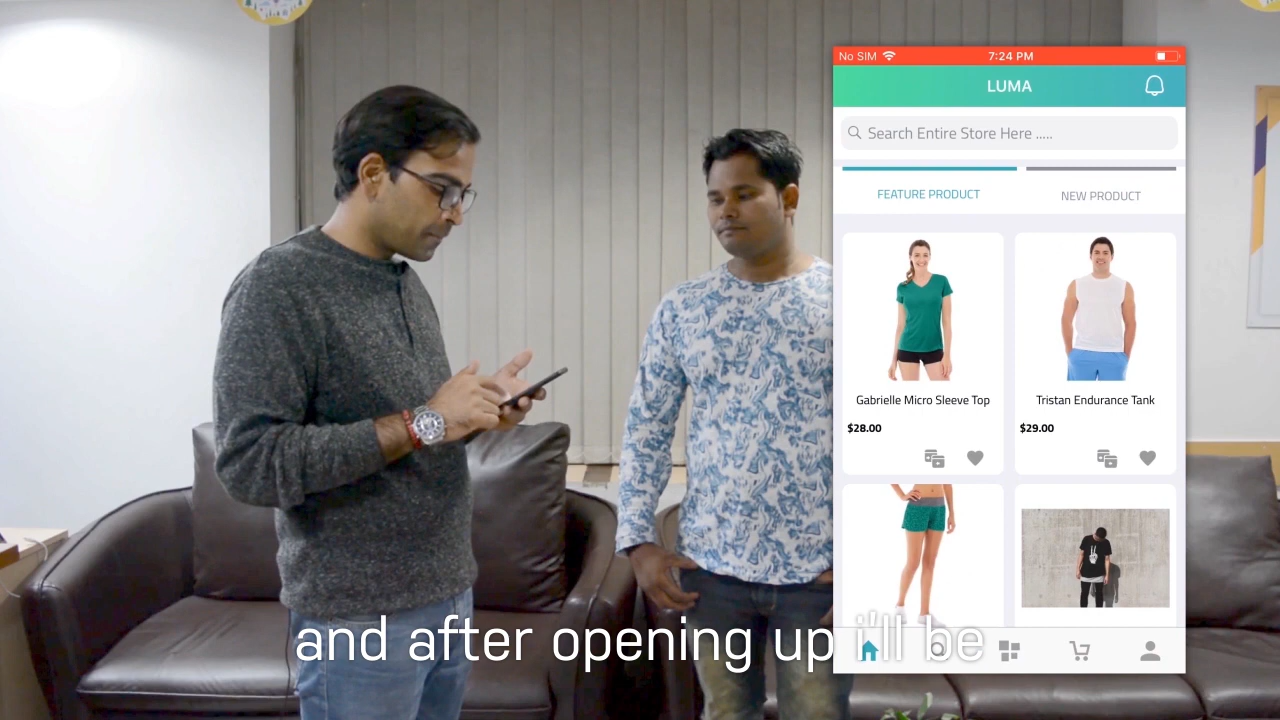 No SIM 7:24 PM
LUMA
Search Entire Store Here .....
FEATURE PRODUCT NEW PRODUCT
Gabrielle Micro Sleeve Top Tristan Endurance Tank
$28.00 $29.00
and after opening up i'll be